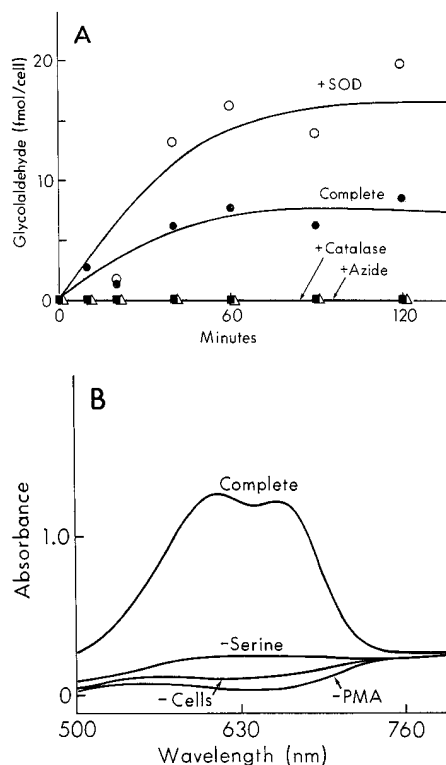 A
Glycolaldehyde (fmol/cell)
20
10
0
+SOD
Complete
+Catalase
+Azide
0
60
120
Minutes
B
Absorbance
1.0
0
Complete
-Serine
-Cells
-PMA
500
630
760
Wavelength (nm)